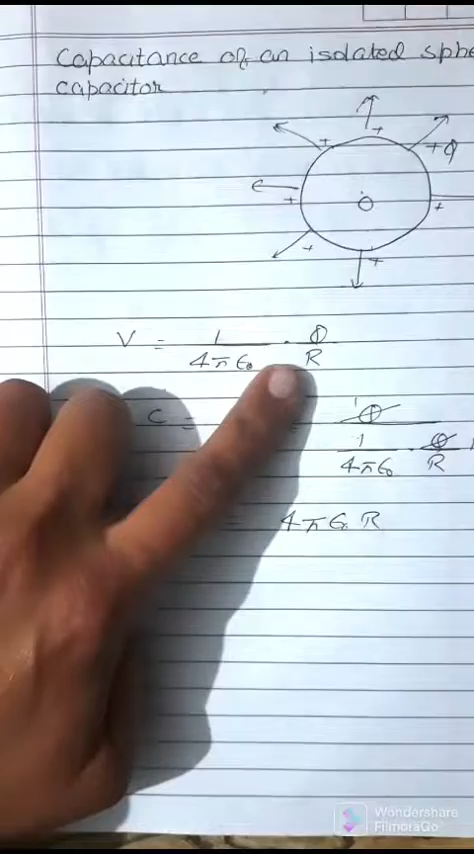 Capacitance of an isolated sphe
capacitor
+ +
+Q
+ O +
+ +
V = 1/4πϵ₀ · Q/R
C = Q / (1/4πϵ₀ · Q/R)
= 4πϵ₀R
Wondershare
FilmoraGo